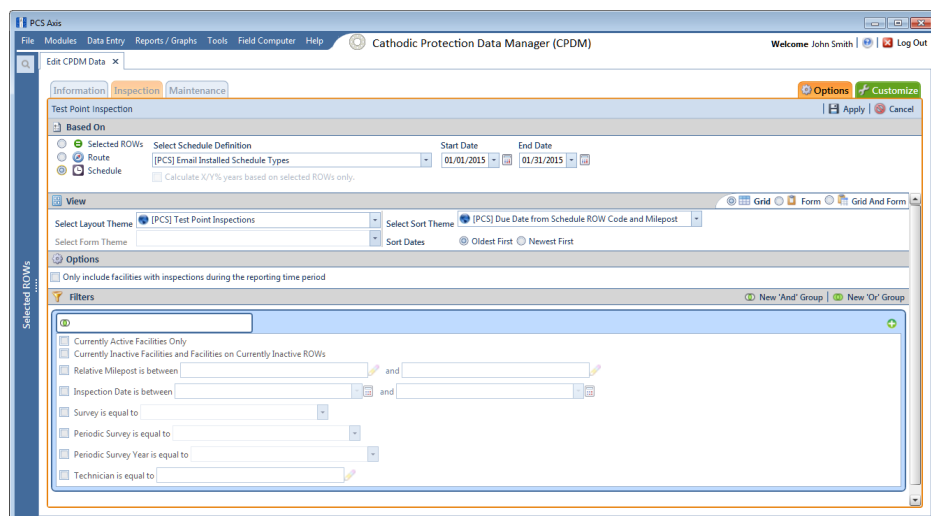 PCS Axis
File Modules Data Entry Reports / Graphs Tools Field Computer Help Cathodic Protection Data Manager (CPDM) Welcome John Smith | Log Out
Edit CPDM Data
Information Inspection Maintenance Options Customize
Test Point Inspection | Apply | Cancel
Based On
Selected ROWs Select Schedule Definition Start Date End Date
Route [PCS] Email Installed Schedule Types 01/01/2015 01/31/2015
Schedule Calculate X/Y% years based on selected ROWs only.
View Grid Form Grid And Form
Select Layout Theme [PCS] Test Point Inspections Select Sort Theme [PCS] Due Date from Schedule ROW Code and Milepost
Select Form Theme Sort Dates Oldest First Newest First
Options
Only include facilities with inspections during the reporting time period
Filters New 'And' Group | New 'Or' Group
Currently Active Facilities Only
Currently Inactive Facilities and Facilities on Currently Inactive ROWs
Relative Milepost is between and
Inspection Date is between and
Survey is equal to
Periodic Survey is equal to
Periodic Survey Year is equal to
Technician is equal to
Selected ROWs